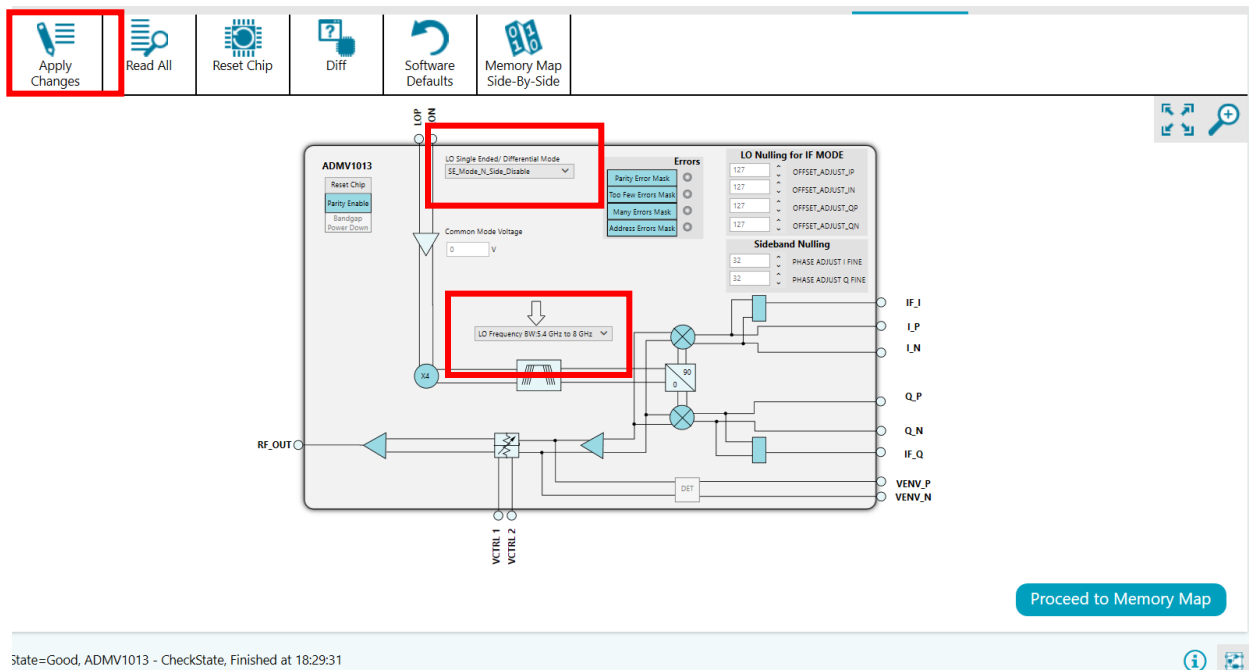 Apply
Changes
Read All
Reset Chip
?
Diff
Software
Defaults
0 1
1 0
Memory Map
Side-By-Side
LOP
LON
ADMV1013
Reset Chip
Parity Enable
Bandgap
Power Down
LO Single Ended/ Differential Mode
SE_Mode_N_Side_Disable
Common Mode Voltage
0 V
Errors
Parity Error Mask
Too Few Errors Mask
Many Errors Mask
Address Errors Mask
LO Nulling for IF MODE
127 OFFSET_ADJUST_IP
127 OFFSET_ADJUST_IN
127 OFFSET_ADJUST_QP
127 OFFSET_ADJUST_QN
Sideband Nulling
32 PHASE ADJUST I FINE
32 PHASE ADJUST Q FINE
LO Frequency BW:5.4 GHz to 8 GHz
X4
90
0
IF_I
I_P
I_N
Q_P
Q_N
IF_Q
RF_OUT
DET
VENV_P
VENV_N
VCTRL 1
VCTRL 2
Proceed to Memory Map
State=Good, ADMV1013 - CheckState, Finished at 18:29:31